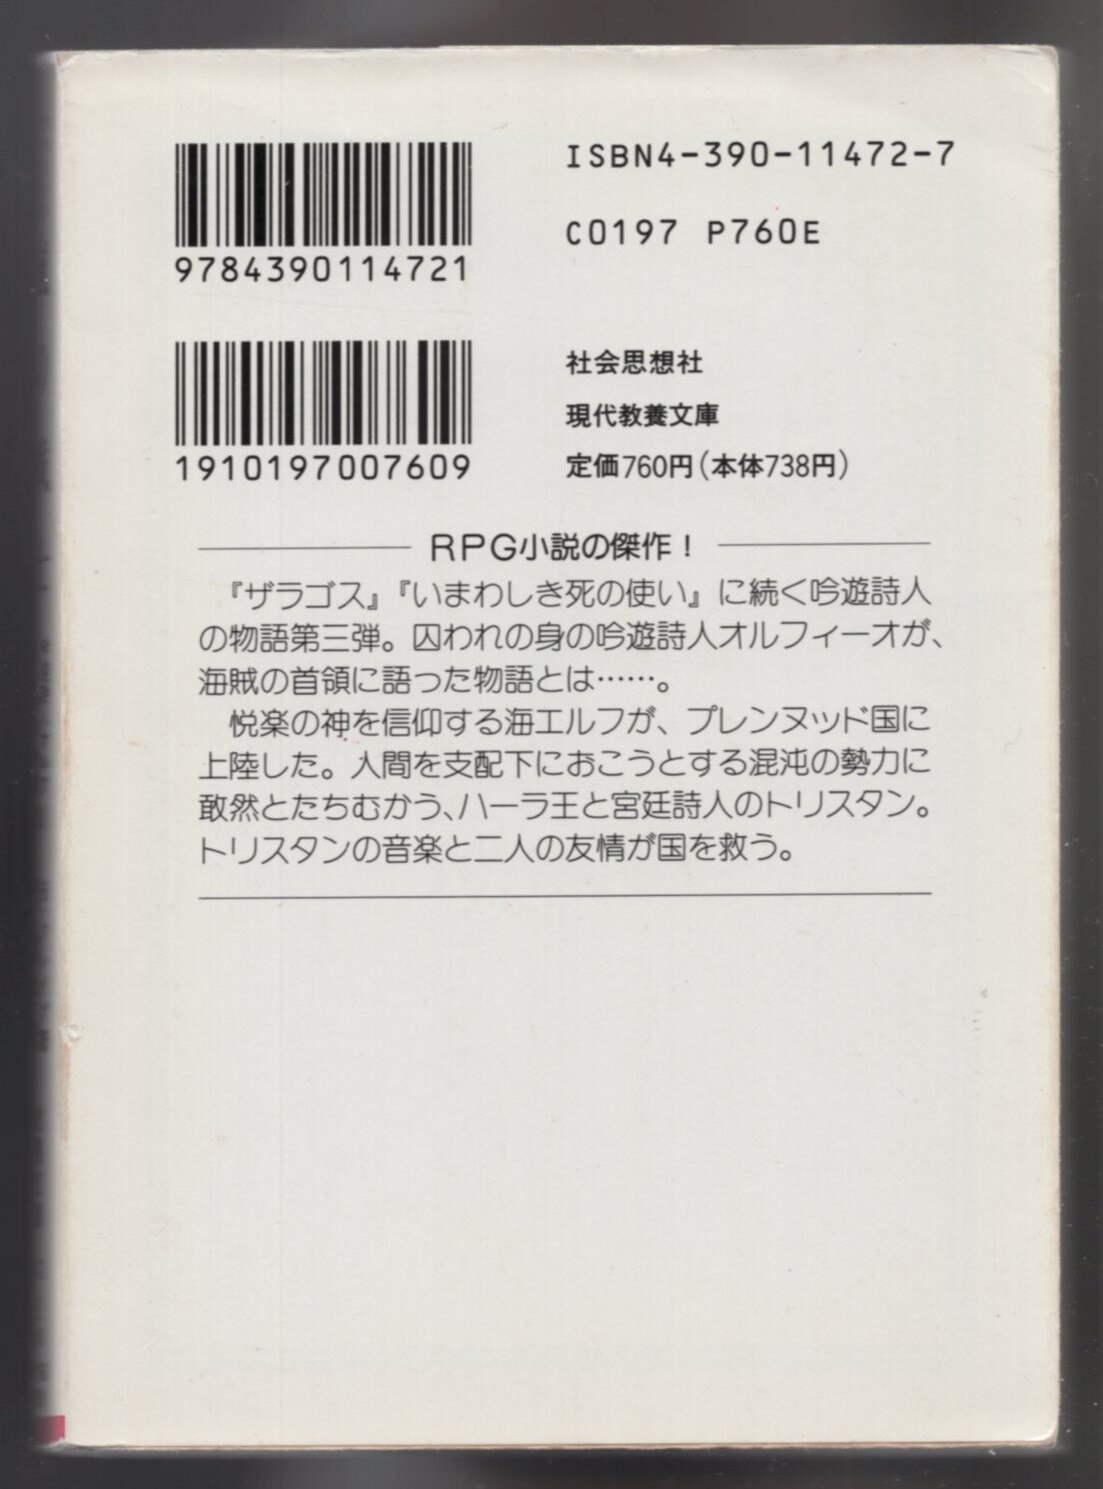 ISBN4-390-11472-7
C0197 P760E
9784390114721
1910197007609
社会思想社
現代教養文庫
定価760円(本体738円)
RPG小説の傑作!
『ザラゴス』『いまわしき死の使い』に続く吟遊詩人
の物語第三弾。囚われの身の吟遊詩人オルフィーオが、
海賊の首領に語った物語とは……。
悦楽の神を信仰する海エルフが、プレンヌッド国に
上陸した。人間を支配下におこうとする混沌の勢力に
敢然とたちむかう、ハーラ王と宮廷詩人のトリスタン。
トリスタンの音楽と二人の友情が国を救う。